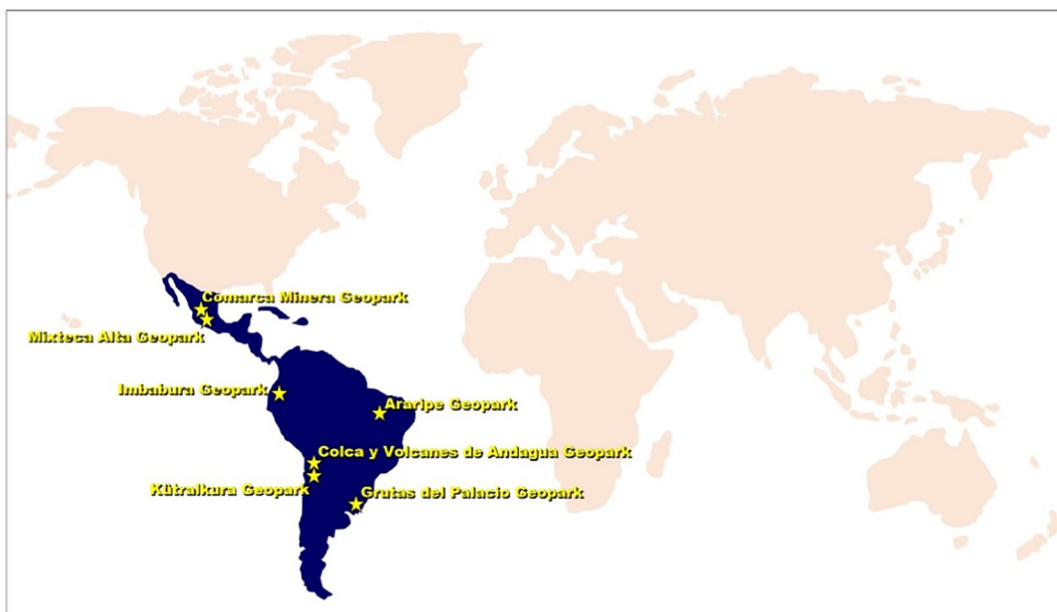 Comarca Minera Geopark
Mixteca Alta Geopark
Imbabura Geopark
Araripe Geopark
Colca y Volcanes de Andagua Geopark
Kütralkura Geopark
Grutas del Palacio Geopark